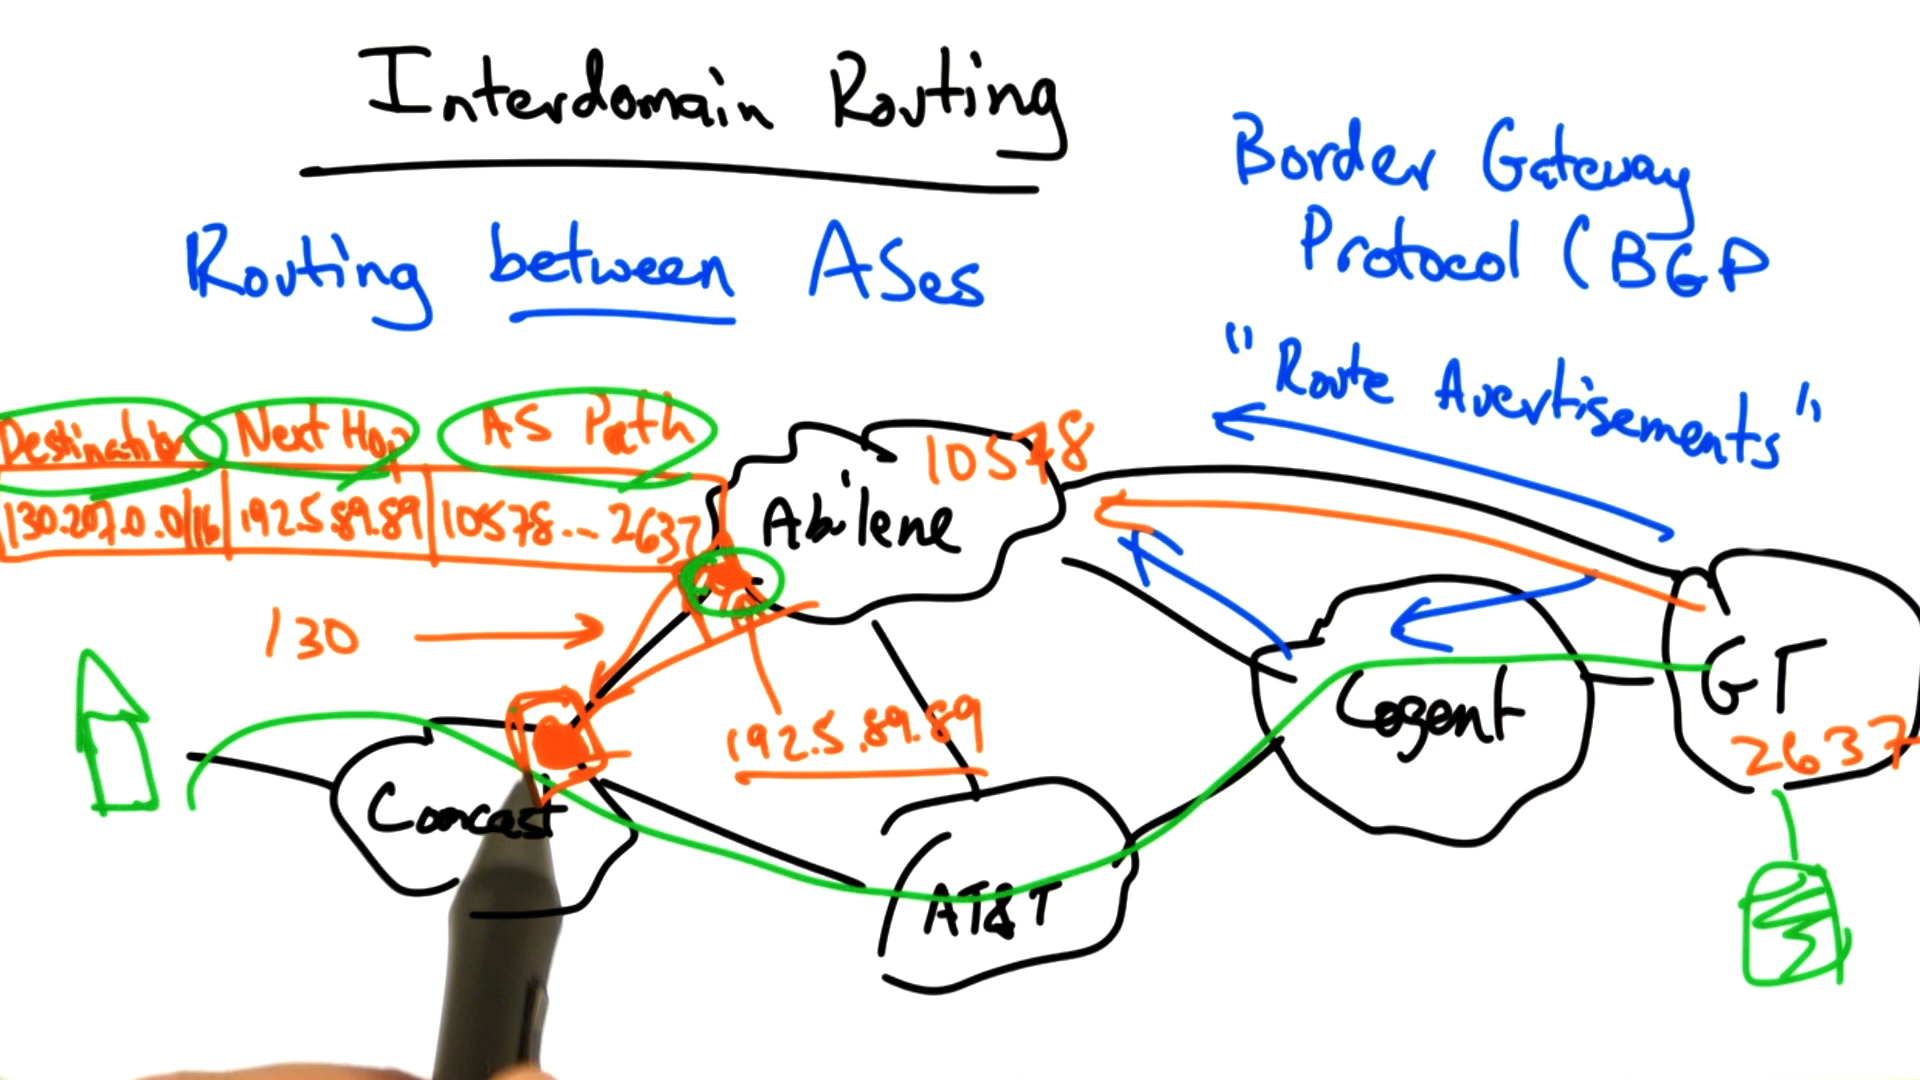 Interdomain Routing
Border Gateway
Protocol (BGP
Routing between ASes
"Route Avertisements"
Destination Next Hop AS Path
10578
130.207.0.0/16 192.5.89.89 10578... 2637
Abilene
130
GT
2637
Cogent
192.5.89.89
Comcast
AT&T